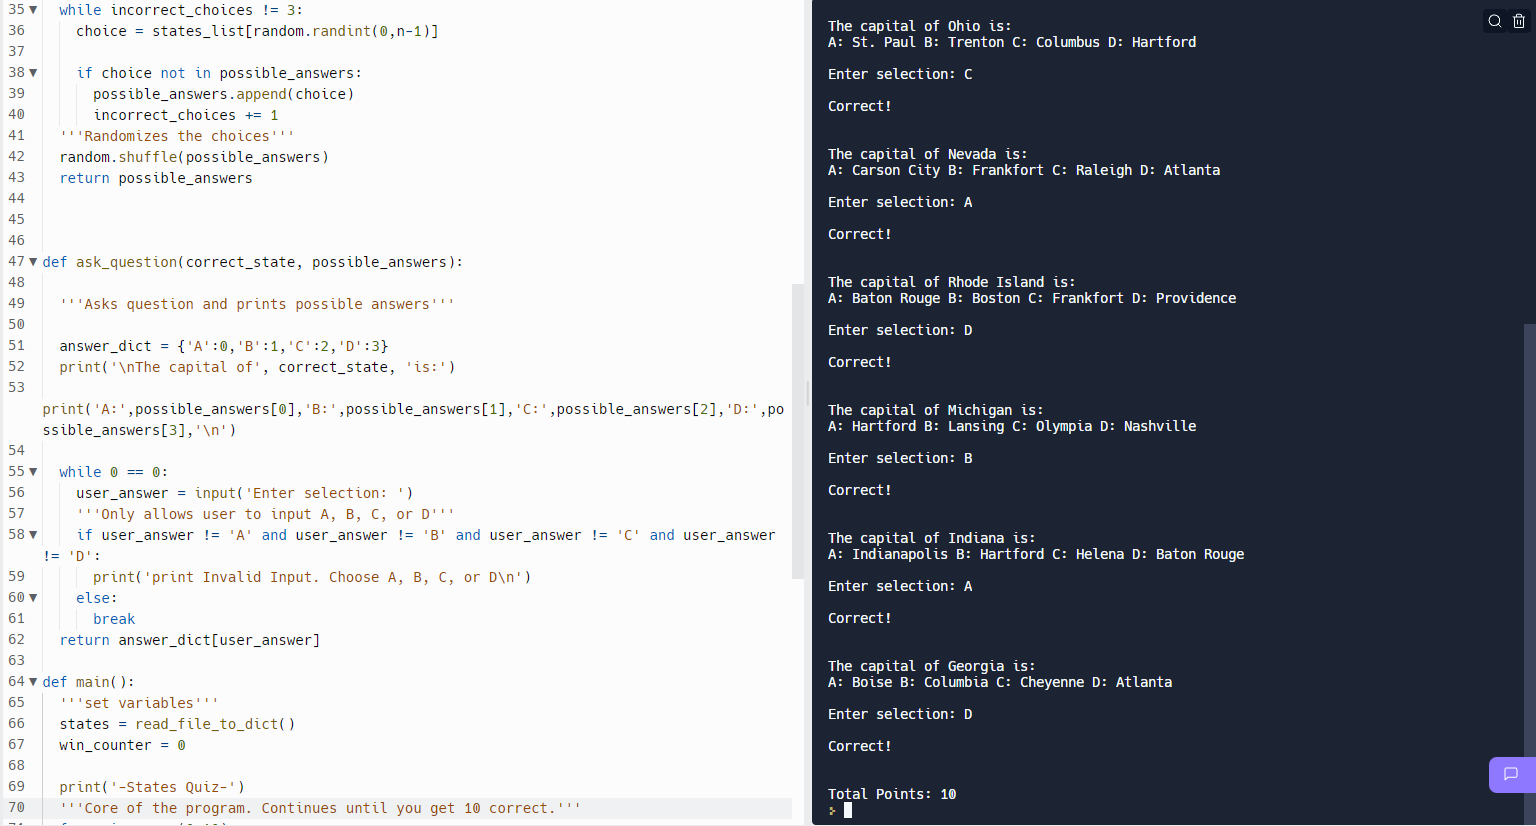 35 while incorrect_choices != 3:
36 choice = states_list[random.randint(0,n-1)]
37
38 if choice not in possible_answers:
39 possible_answers.append(choice)
40 incorrect_choices += 1
41 '''Randomizes the choices'''
42 random.shuffle(possible_answers)
43 return possible_answers
44
45
46
47 def ask_question(correct_state, possible_answers):
48
49 '''Asks question and prints possible answers'''
50
51 answer_dict = {'A':0,'B':1,'C':2,'D':3}
52 print('\nThe capital of', correct_state, 'is:')
53
print('A:',possible_answers[0],'B:',possible_answers[1],'C:',possible_answers[2],'D:',po
ssible_answers[3],'\n')
54
55 while 0 == 0:
56 user_answer = input('Enter selection: ')
57 '''Only allows user to input A, B, C, or D'''
58 if user_answer != 'A' and user_answer != 'B' and user_answer != 'C' and user_answer
!= 'D':
59 print('print Invalid Input. Choose A, B, C, or D\n')
60 else:
61 break
62 return answer_dict[user_answer]
63
64 def main():
65 '''set variables'''
66 states = read_file_to_dict()
67 win_counter = 0
68
69 print('-States Quiz-')
70 '''Core of the program. Continues until you get 10 correct.'''
The capital of Ohio is:
A: St. Paul B: Trenton C: Columbus D: Hartford
Enter selection: C
Correct!
The capital of Nevada is:
A: Carson City B: Frankfort C: Raleigh D: Atlanta
Enter selection: A
Correct!
The capital of Rhode Island is:
A: Baton Rouge B: Boston C: Frankfort D: Providence
Enter selection: D
Correct!
The capital of Michigan is:
A: Hartford B: Lansing C: Olympia D: Nashville
Enter selection: B
Correct!
The capital of Indiana is:
A: Indianapolis B: Hartford C: Helena D: Baton Rouge
Enter selection: A
Correct!
The capital of Georgia is:
A: Boise B: Columbia C: Cheyenne D: Atlanta
Enter selection: D
Correct!
Total Points: 10